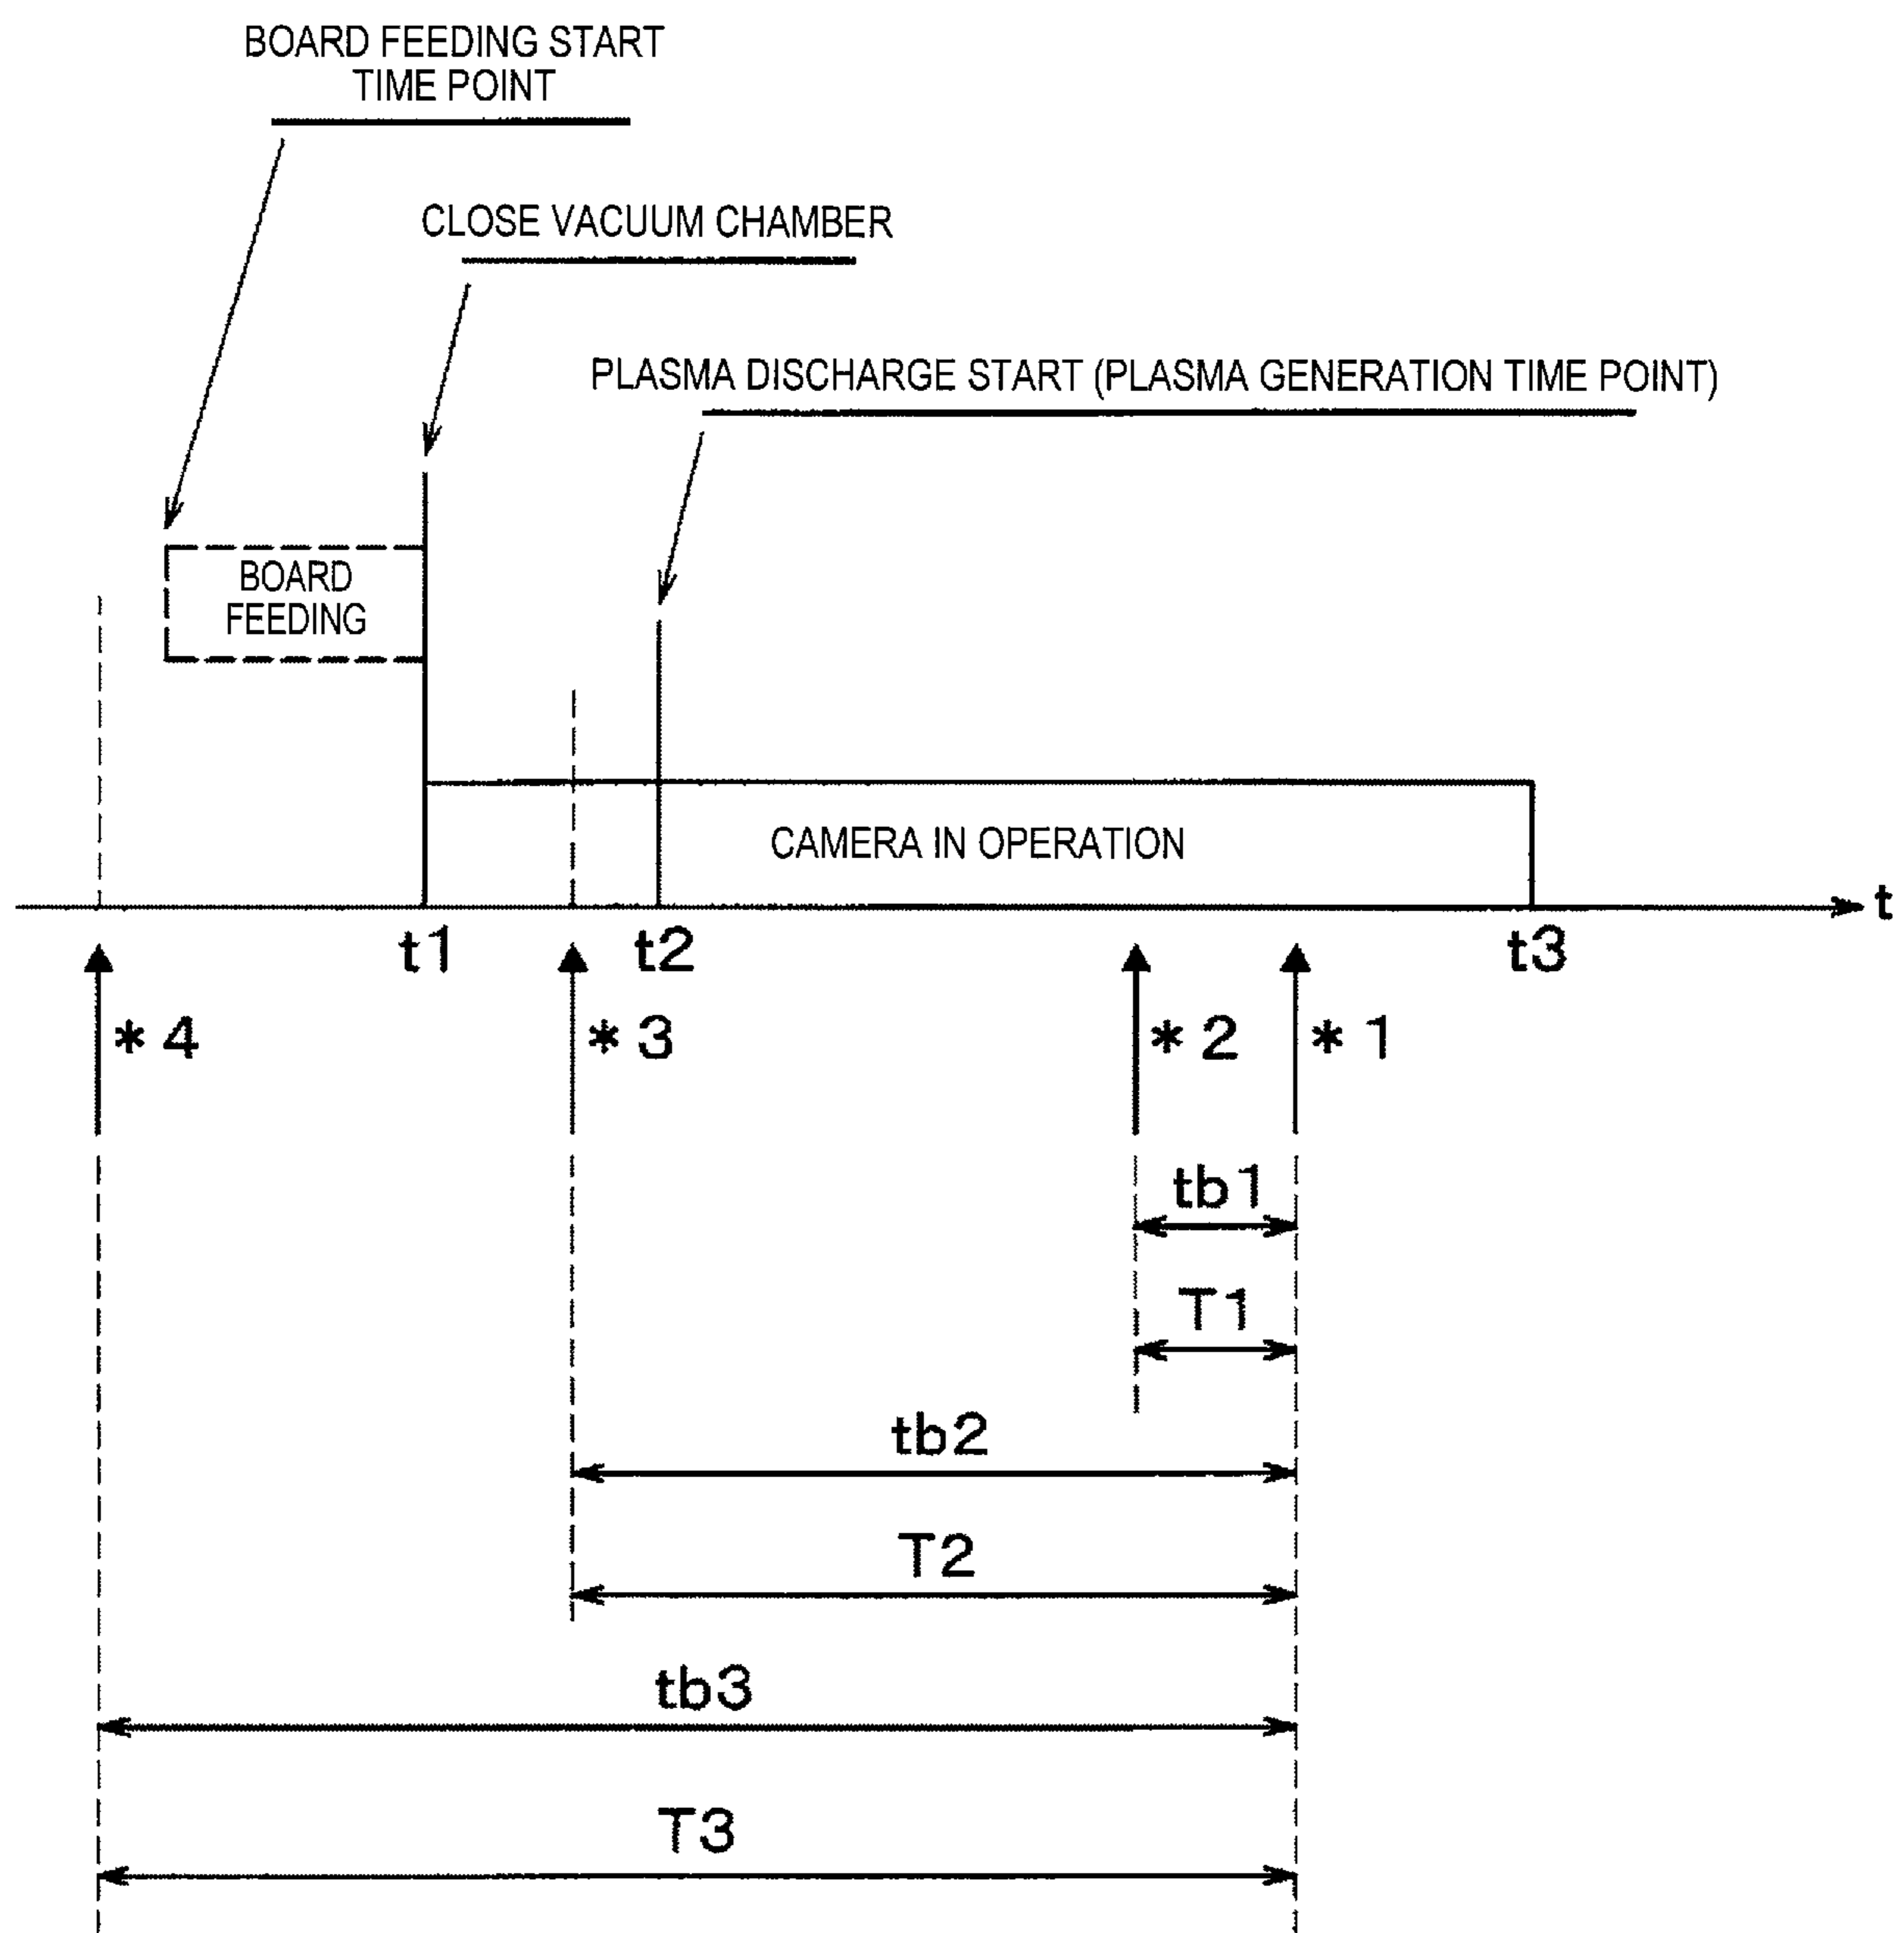 BOARD FEEDING START
TIME POINT
CLOSE VACUUM CHAMBER
PLASMA DISCHARGE START (PLASMA GENERATION TIME POINT)
BOARD
FEEDING
CAMERA IN OPERATION
t
t1
t2
t3
*4
*3
*2
*1
tb1
T1
tb2
T2
tb3
T3